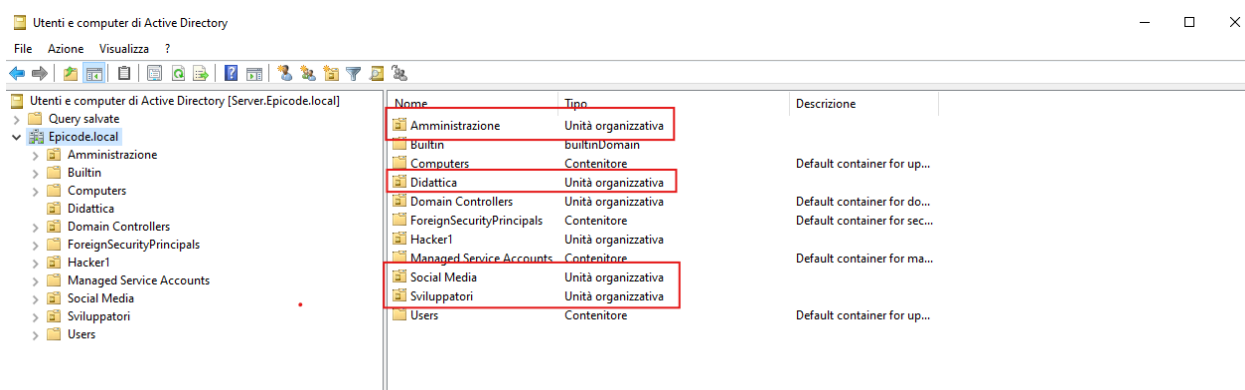 Utenti e computer di Active Directory
File Azione Visualizza ?
Utenti e computer di Active Directory [Server.Epicode.local]
Query salvate
Epicode.local
Amministrazione
Builtin
Computers
Didattica
Domain Controllers
ForeignSecurityPrincipals
Hacker1
Managed Service Accounts
Social Media
Sviluppatori
Users
Nome Tipo Descrizione
Amministrazione Unità organizzativa
Builtin builtinDomain
Computers Contenitore Default container for up...
Didattica Unità organizzativa
Domain Controllers Unità organizzativa Default container for do...
ForeignSecurityPrincipals Contenitore Default container for sec...
Hacker1 Unità organizzativa
Managed Service Accounts Contenitore Default container for ma...
Social Media Unità organizzativa
Sviluppatori Unità organizzativa
Users Contenitore Default container for up...